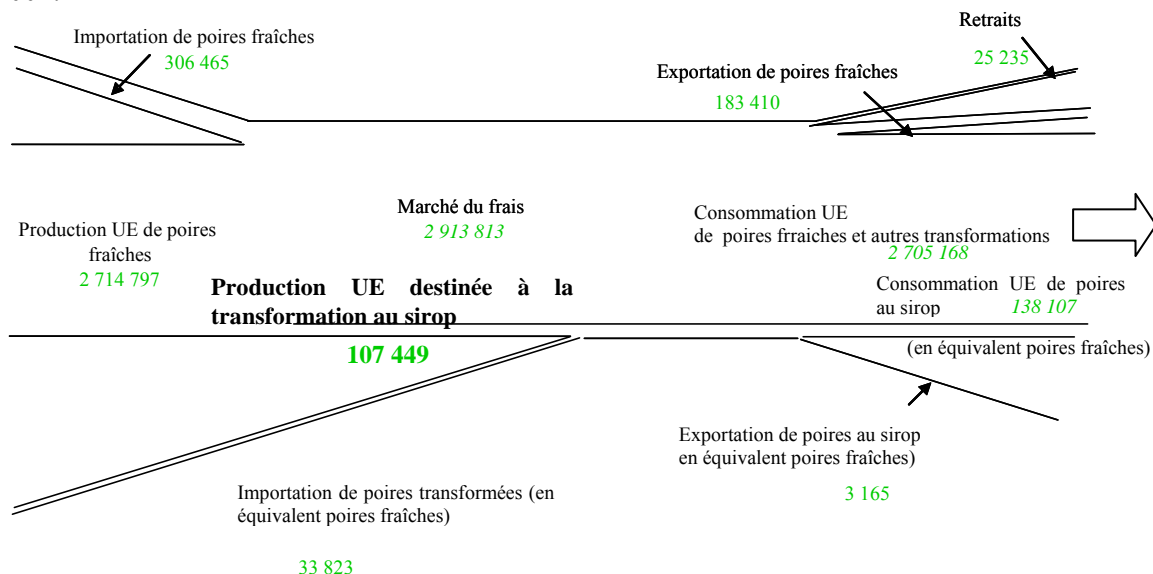 Importation de poires fraîches
306 465
Retraits
25 235
Exportation de poires fraîches
183 410
Production UE de poires
fraîches
2 714 797
Marché du frais
2 913 813
Consommation UE
de poires frraiches et autres transformations
2 705 168
Production UE destinée à la
transformation au sirop
107 449
Consommation UE de poires
au sirop 138 107
(en équivalent poires fraîches)
Exportation de poires au sirop
en équivalent poires fraîches)
3 165
Importation de poires transformées (en
équivalent poires fraîches)
33 823